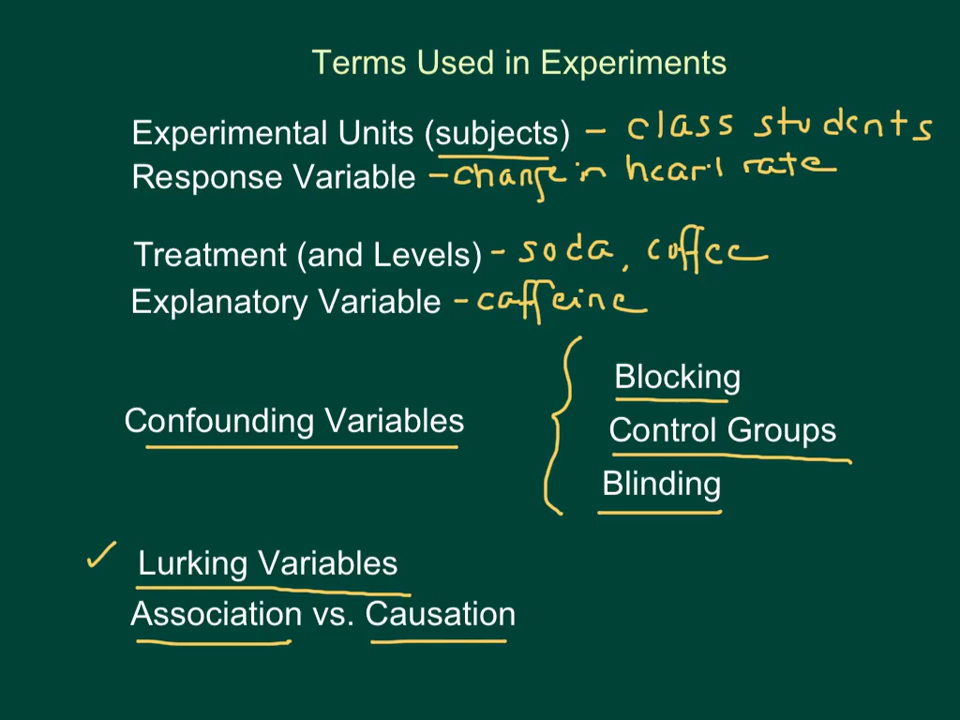 Terms Used in Experiments
Experimental Units (subjects) - class students
Response Variable - change in heart rate
Treatment (and Levels) - soda, coffee
Explanatory Variable - caffeine
Confounding Variables
Blocking
Control Groups
Blinding
Lurking Variables
Association vs. Causation